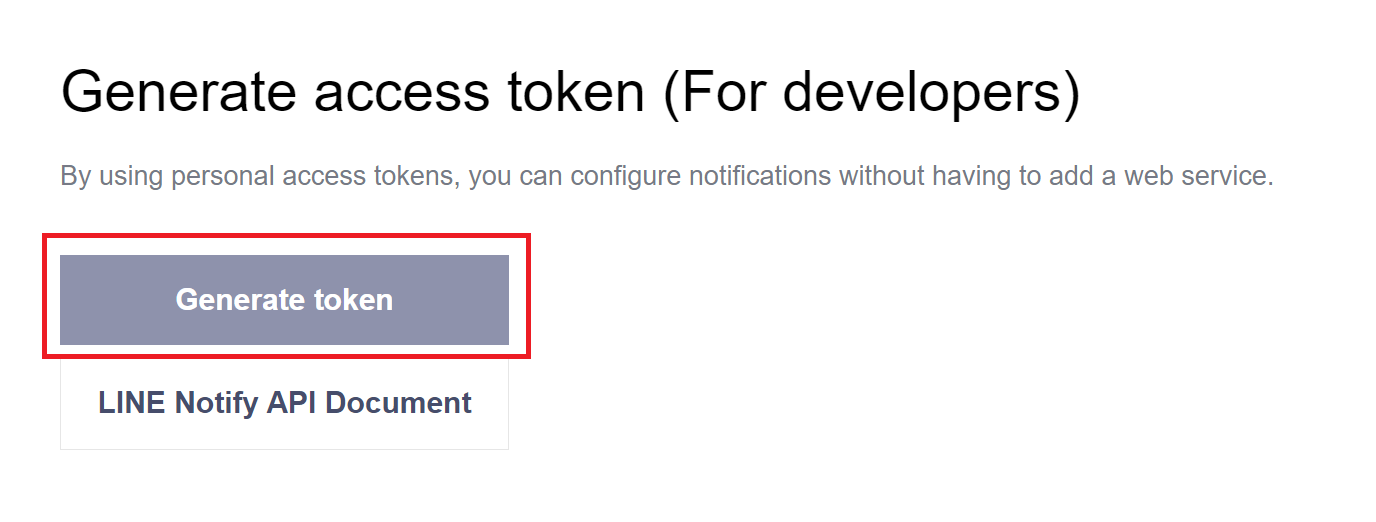 Generate access token (For developers)
By using personal access tokens, you can configure notifications without having to add a web service.
Generate token
LINE Notify API Document